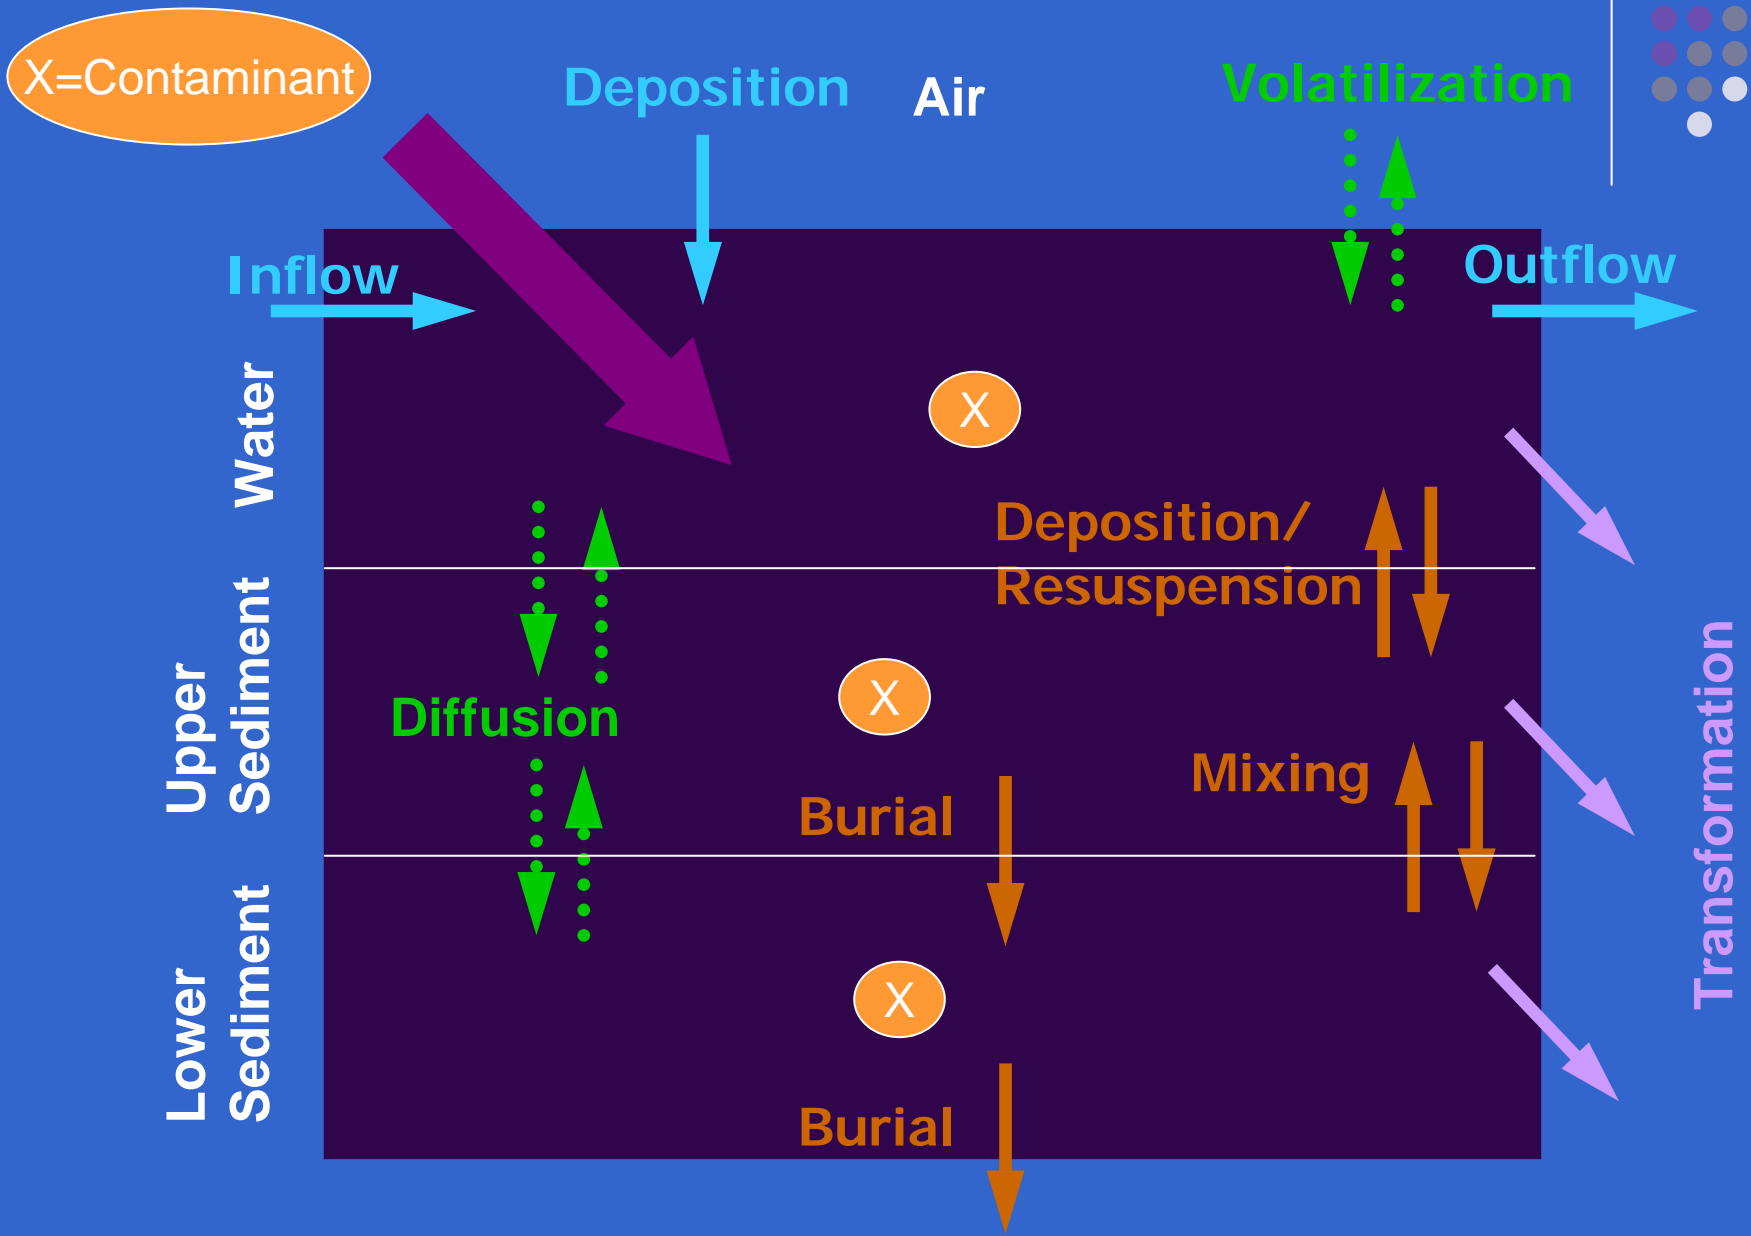 X=Contaminant
Deposition
Air
Volatilization
Inflow
Outflow
Water
X
Deposition/
Resuspension
Upper
Sediment
X
Diffusion
Mixing
Burial
Transformation
Lower
Sediment
X
Burial